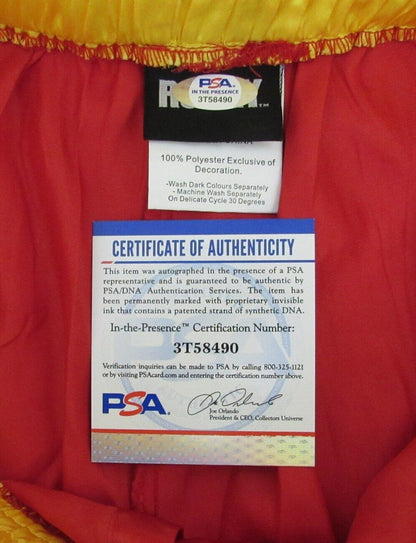 PSA
IN THE PRESENCE
3T58490
™
100% Polyester Exclusive of
Decoration.
-Wash Dark Colours Separately
- Machine Wash Separately
On Delicate Cycle 30 Degrees
CERTIFICATE OF AUTHENTICITY
This item was autographed in the presence of a PSA
representative and is guaranteed to be authentic by
PSA/DNA Authentication Services. The item has
been permanently marked with proprietary invisible
ink that contains a patented strand of synthetic DNA.
In-the-Presence™ Certification Number:
3T58490
Verification inquiries can be made to PSA by calling 800-325-1121
or by visiting PSAcard.com and entering the above certification number.
PSA
Joe Orlando
President & CEO, Collectors Universe